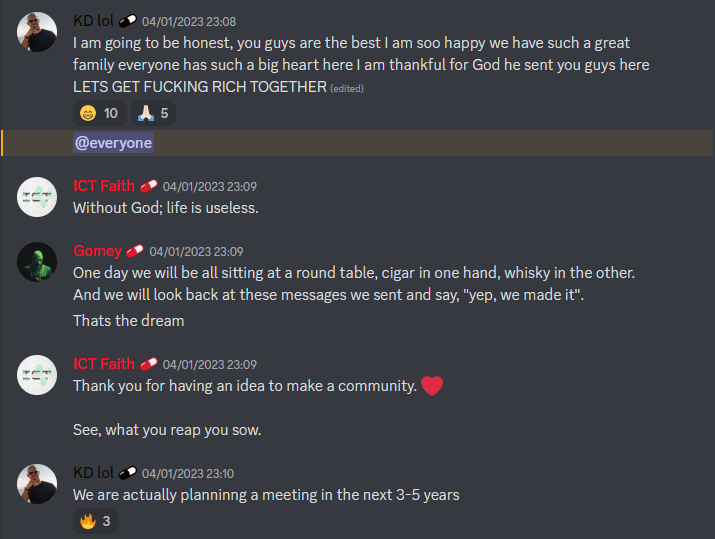 KD lol 04/01/2023 23:08
I am going to be honest, you guys are the best I am soo happy we have such a great
family everyone has such a big heart here I am thankful for God he sent you guys here
LETS GET FUCKING RICH TOGETHER (edited)
10 5
@everyone
ICT Faith 04/01/2023 23:09
Without God; life is useless.
Gorney 04/01/2023 23:09
One day we will be all sitting at a round table, cigar in one hand, whisky in the other.
And we will look back at these messages we sent and say, "yep, we made it".
Thats the dream
ICT Faith 04/01/2023 23:09
Thank you for having an idea to make a community.
See, what you reap you sow.
KD lol 04/01/2023 23:10
We are actually planninng a meeting in the next 3-5 years
3